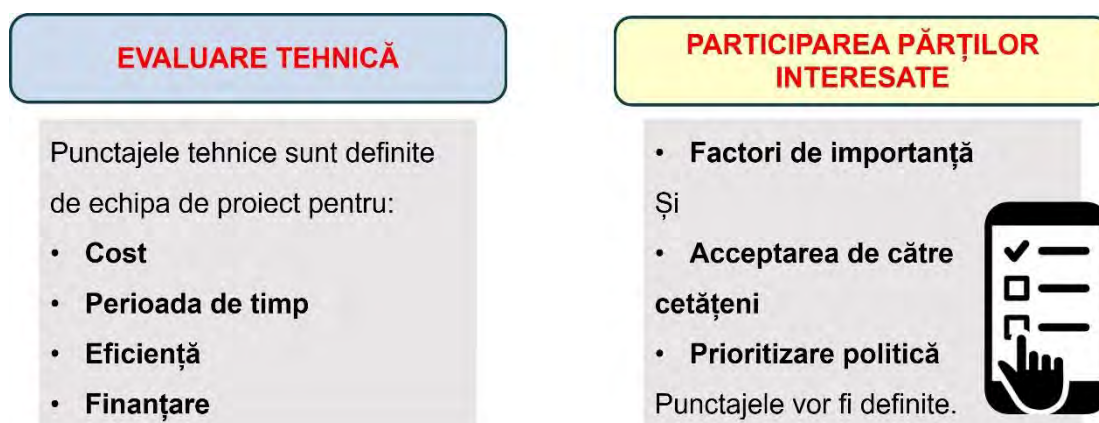 EVALUARE TEHNICĂ
Punctajele tehnice sunt definite
de echipa de proiect pentru:
• Cost
• Perioada de timp
• Eficiență
• Finanțare
PARTICIPAREA PĂRȚILOR
INTERESATE
• Factori de importanță
Și
• Acceptarea de către
cetățeni
• Prioritizare politică
Punctajele vor fi definite.